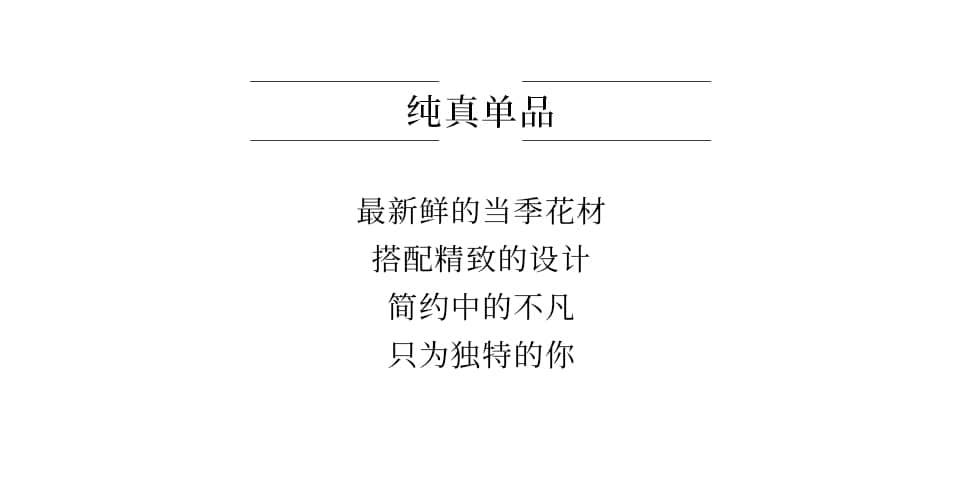 纯真单品
最新鲜的当季花材
搭配精致的设计
简约中的不凡
只为独特的你